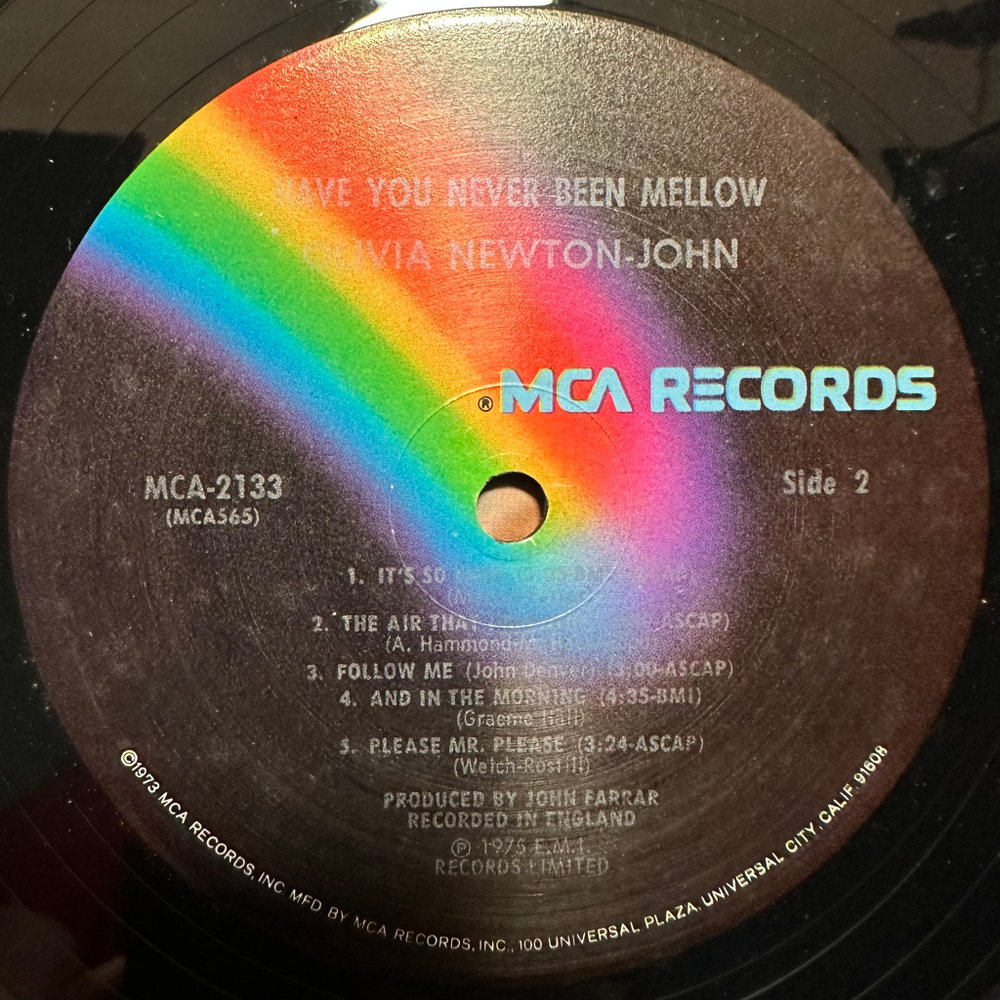 HAVE YOU NEVER BEEN MELLOW
OLIVIA NEWTON-JOHN
® MCA RECORDS
MCA-2133
(MCA565)
Side 2
1. IT'S SO
2. THE AIR THAT ASCAP)
(A. Hammond-
3. FOLLOW ME (John Denver) (3:00-ASCAP)
4. AND IN THE MORNING (4:35-BMI)
(Graeme Hall)
5. PLEASE MR. PLEASE (3:24-ASCAP)
(Welch-Rostill)
PRODUCED BY JOHN FARRAR
RECORDED IN ENGLAND
℗ 1975 E.M.I.
RECORDS LIMITED
©1973 MCA RECORDS, INC MFD BY MCA RECORDS, INC., 100 UNIVERSAL PLAZA, UNIVERSAL CITY, CALIF. 91608